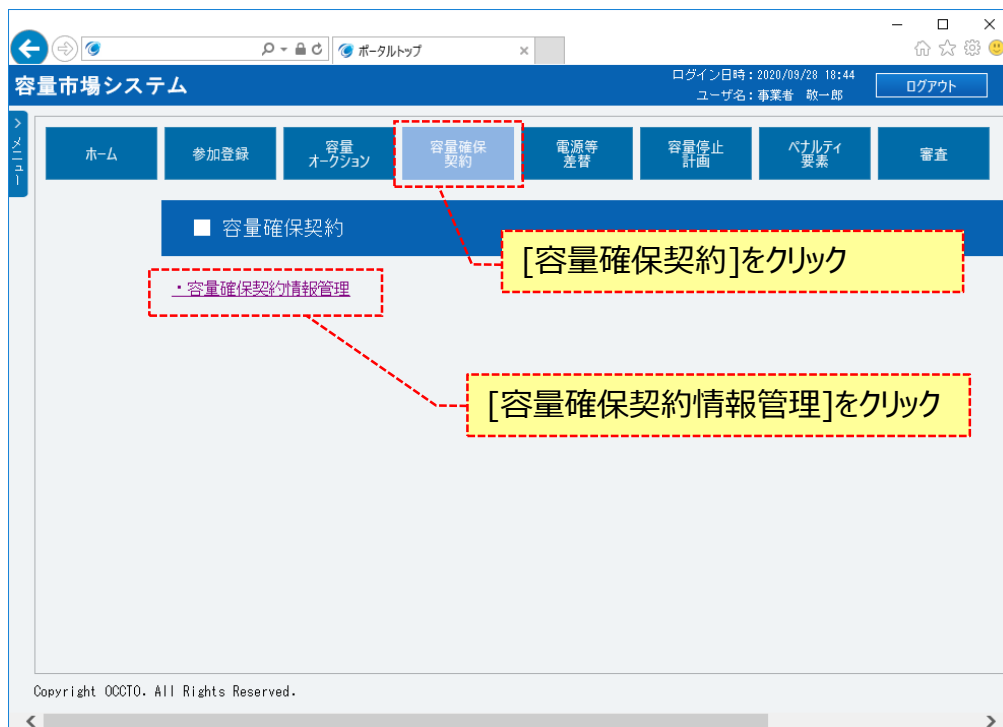 ポータルトップ
容量市場システム
ログイン日時：2020/09/28 18:44
ユーザ名：事業者 敬一郎
ログアウト
メニュー
ホーム
参加登録
容量
オークション
容量確保
契約
電源等
差替
容量停止
計画
ペナルティ
要素
審査
■ 容量確保契約
[容量確保契約]をクリック
・容量確保契約情報管理
[容量確保契約情報管理]をクリック
Copyright OCCTO. All Rights Reserved.